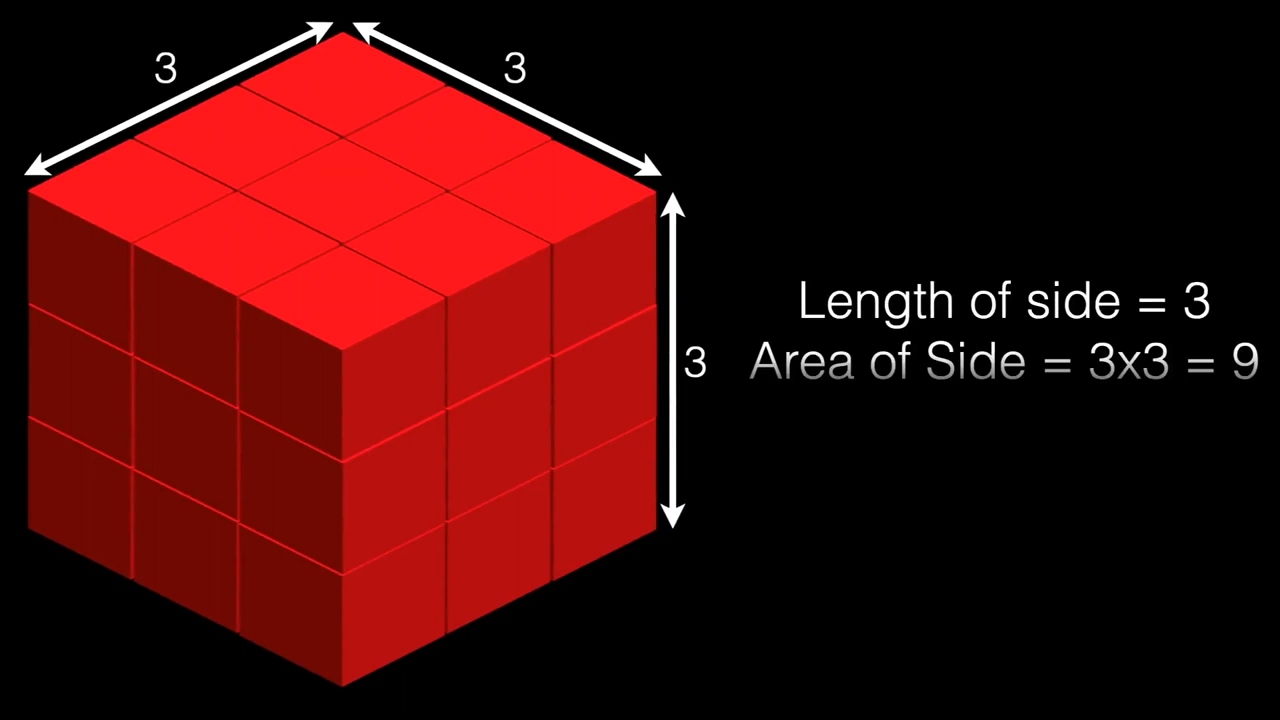 3
3
3
Length of side = 3
Area of Side = 3x3 = 9